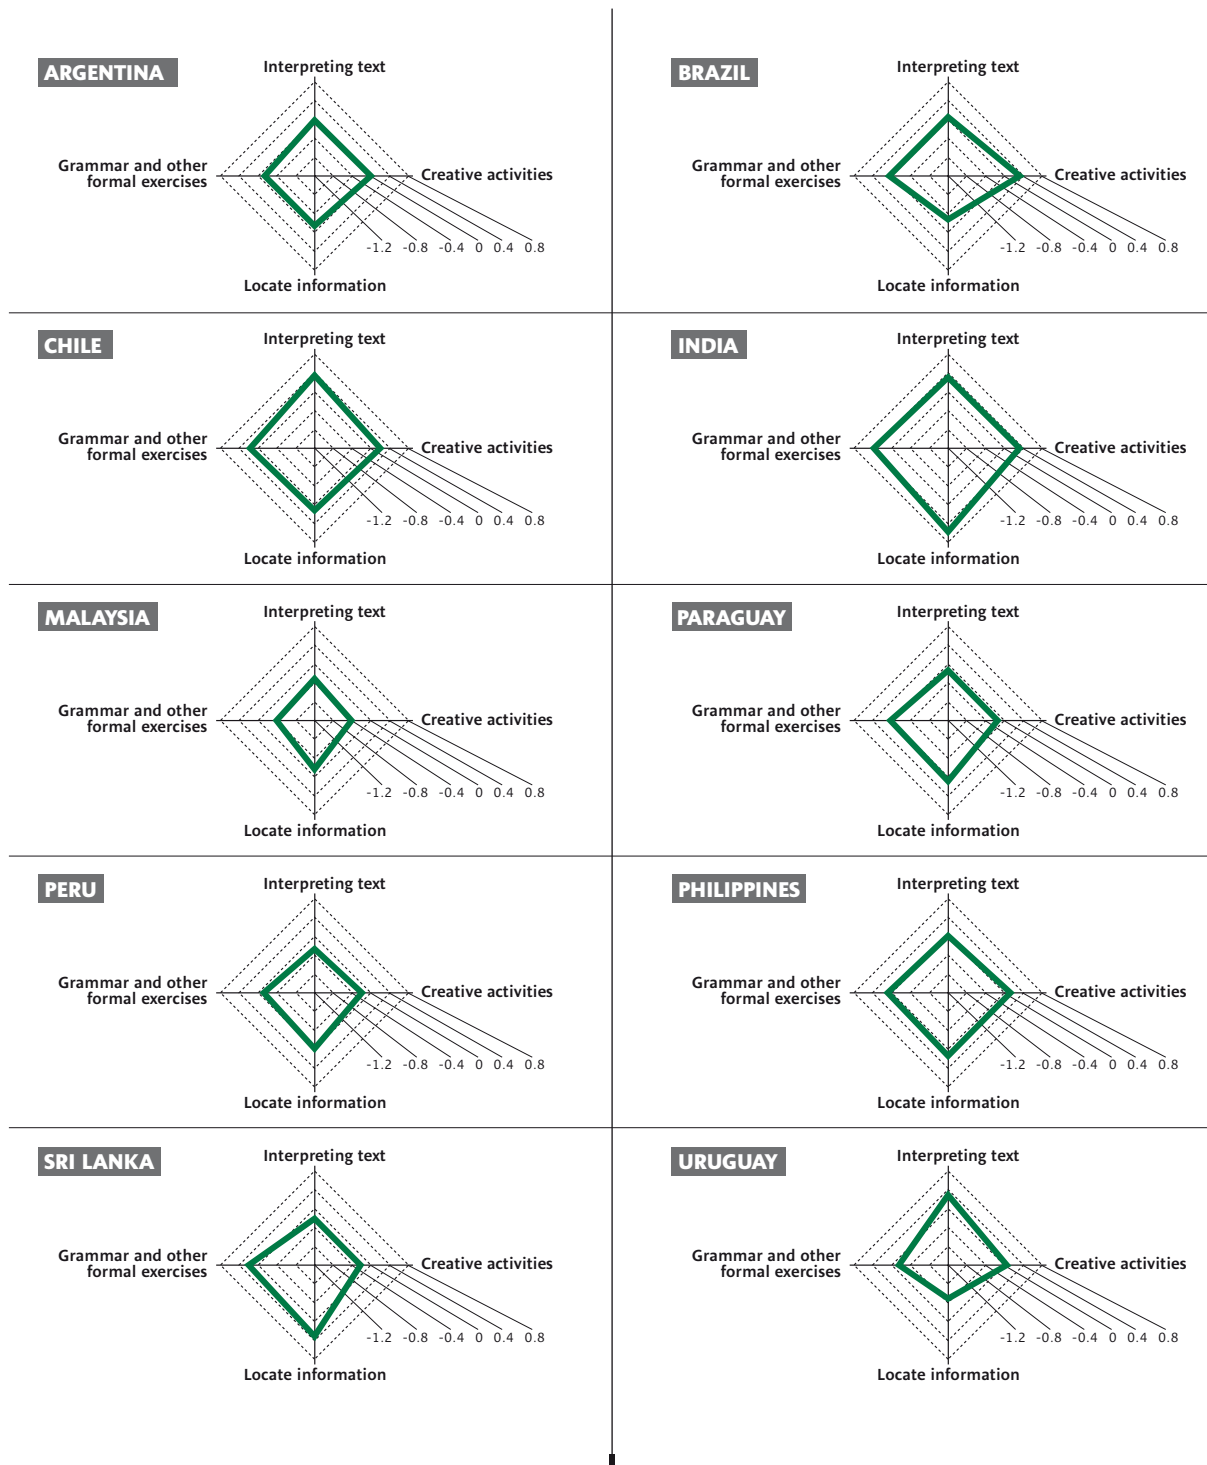 ARGENTINA
Interpreting text
Grammar and other
formal exercises
Creative activities
-1.2 -0.8 -0.4 0 0.4 0.8
Locate information
BRAZIL
Interpreting text
Grammar and other
formal exercises
Creative activities
-1.2 -0.8 -0.4 0 0.4 0.8
Locate information
CHILE
Interpreting text
Grammar and other
formal exercises
Creative activities
-1.2 -0.8 -0.4 0 0.4 0.8
Locate information
INDIA
Interpreting text
Grammar and other
formal exercises
Creative activities
-1.2 -0.8 -0.4 0 0.4 0.8
Locate information
MALAYSIA
Interpreting text
Grammar and other
formal exercises
Creative activities
-1.2 -0.8 -0.4 0 0.4 0.8
Locate information
PARAGUAY
Interpreting text
Grammar and other
formal exercises
Creative activities
-1.2 -0.8 -0.4 0 0.4 0.8
Locate information
PERU
Interpreting text
Grammar and other
formal exercises
Creative activities
-1.2 -0.8 -0.4 0 0.4 0.8
Locate information
PHILIPPINES
Interpreting text
Grammar and other
formal exercises
Creative activities
-1.2 -0.8 -0.4 0 0.4 0.8
Locate information
SRI LANKA
Interpreting text
Grammar and other
formal exercises
Creative activities
-1.2 -0.8 -0.4 0 0.4 0.8
Locate information
URUGUAY
Interpreting text
Grammar and other
formal exercises
Creative activities
-1.2 -0.8 -0.4 0 0.4 0.8
Locate information